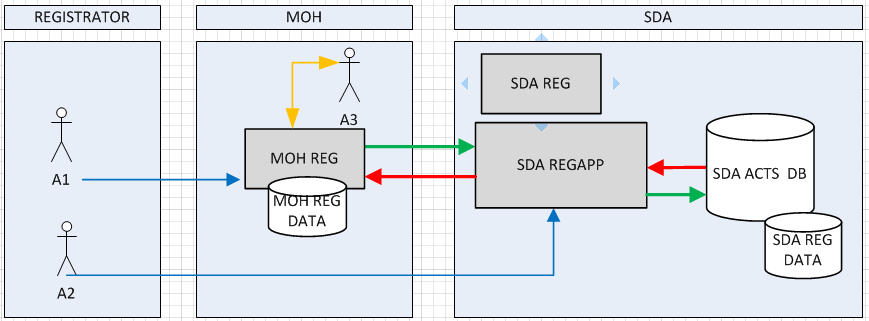 REGISTRATOR
MOH
SDA
A1
A2
A3
MOH REG
MOH REG
DATA
SDA REG
SDA REGAPP
SDA ACTS DB
SDA REG
DATA